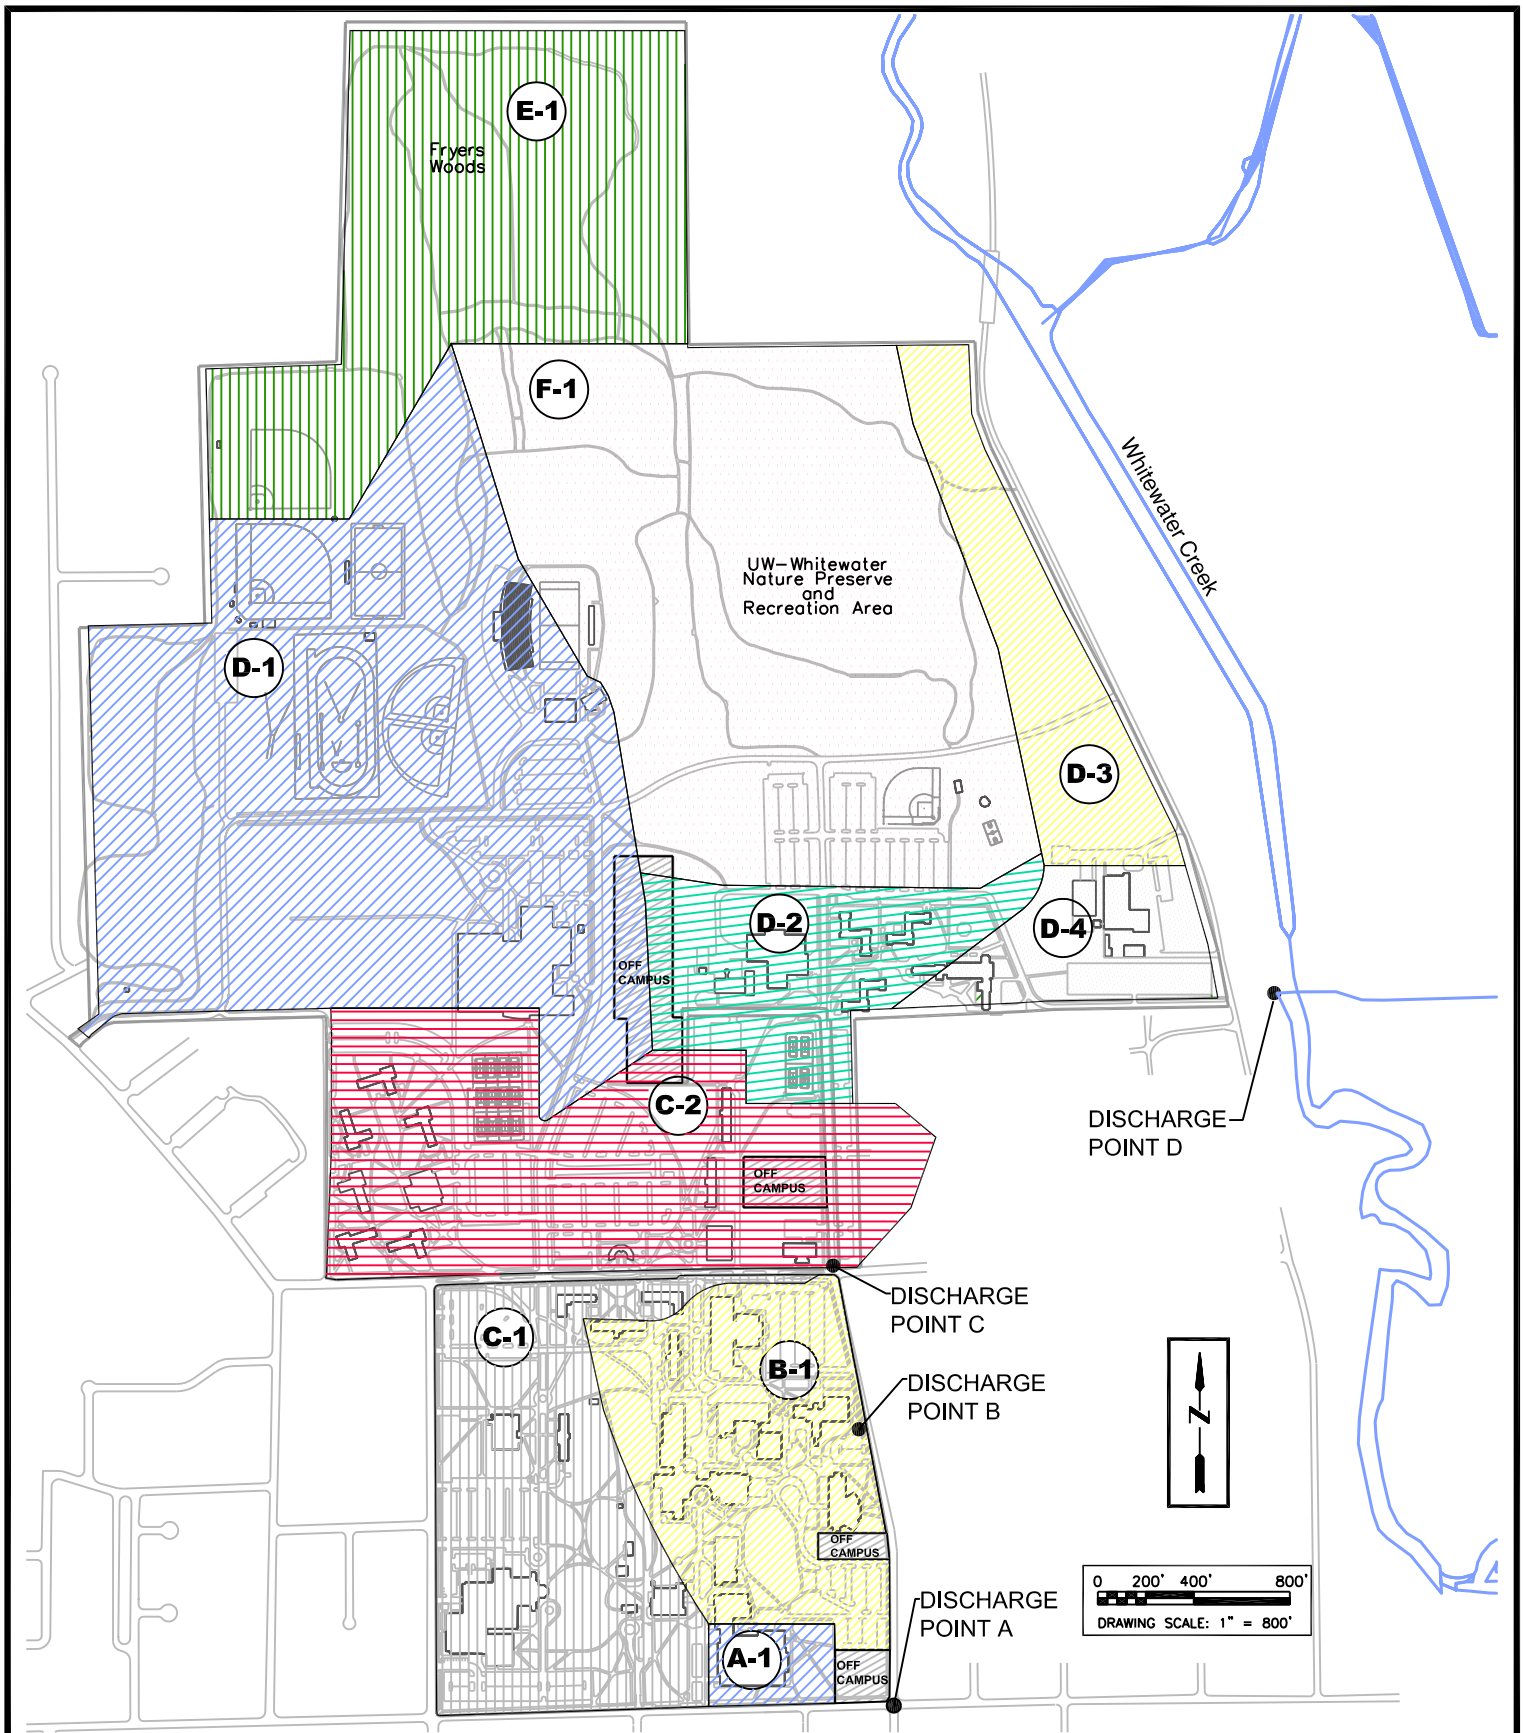 E-1
Fryers
Woods
F-1
Whitewater Creek
UW-Whitewater
Nature Preserve
and
Recreation Area
D-1
D-3
D-2
D-4
OFF
CAMPUS
C-2
DISCHARGE
POINT D
OFF
CAMPUS
DISCHARGE
POINT C
C-1
B-1
DISCHARGE
POINT B
N
OFF
CAMPUS
0 200' 400' 800'
DRAWING SCALE: 1" = 800'
DISCHARGE
POINT A
A-1
OFF
CAMPUS